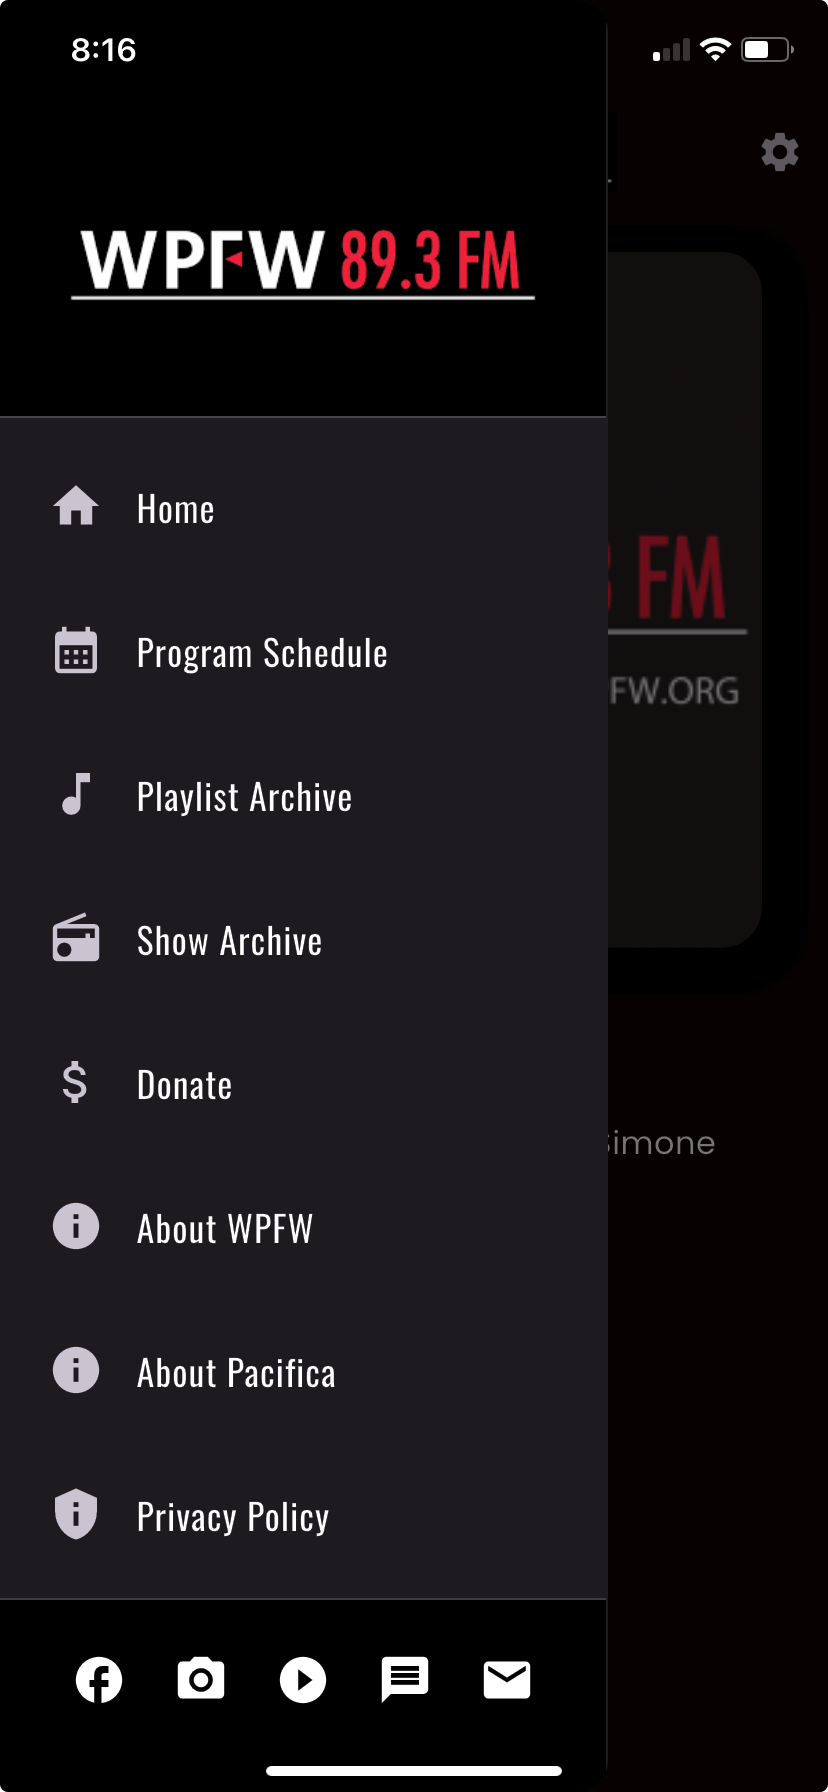 8:16
WPFW 89.3 FM
FM
FW.ORG
Home
Program Schedule
Playlist Archive
Show Archive
Donate
imone
About WPFW
About Pacifica
Privacy Policy